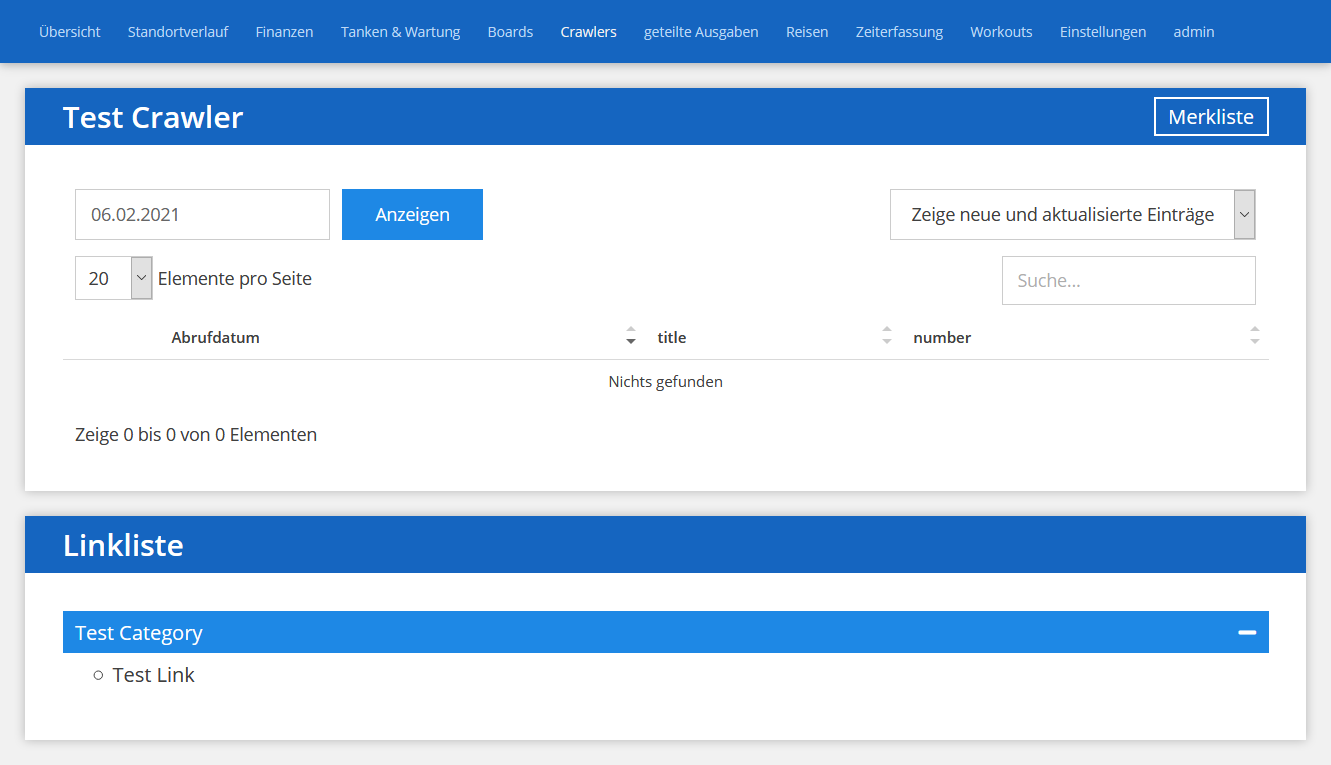 Übersicht Standortverlauf Finanzen Tanken & Wartung Boards Crawlers geteilte Ausgaben Reisen Zeiterfassung Workouts Einstellungen admin
Test Crawler Merkliste
06.02.2021 Anzeigen Zeige neue und aktualisierte Einträge
20 Elemente pro Seite Suche...
Abrufdatum title number
Nichts gefunden
Zeige 0 bis 0 von 0 Elementen
Linkliste
Test Category
Test Link